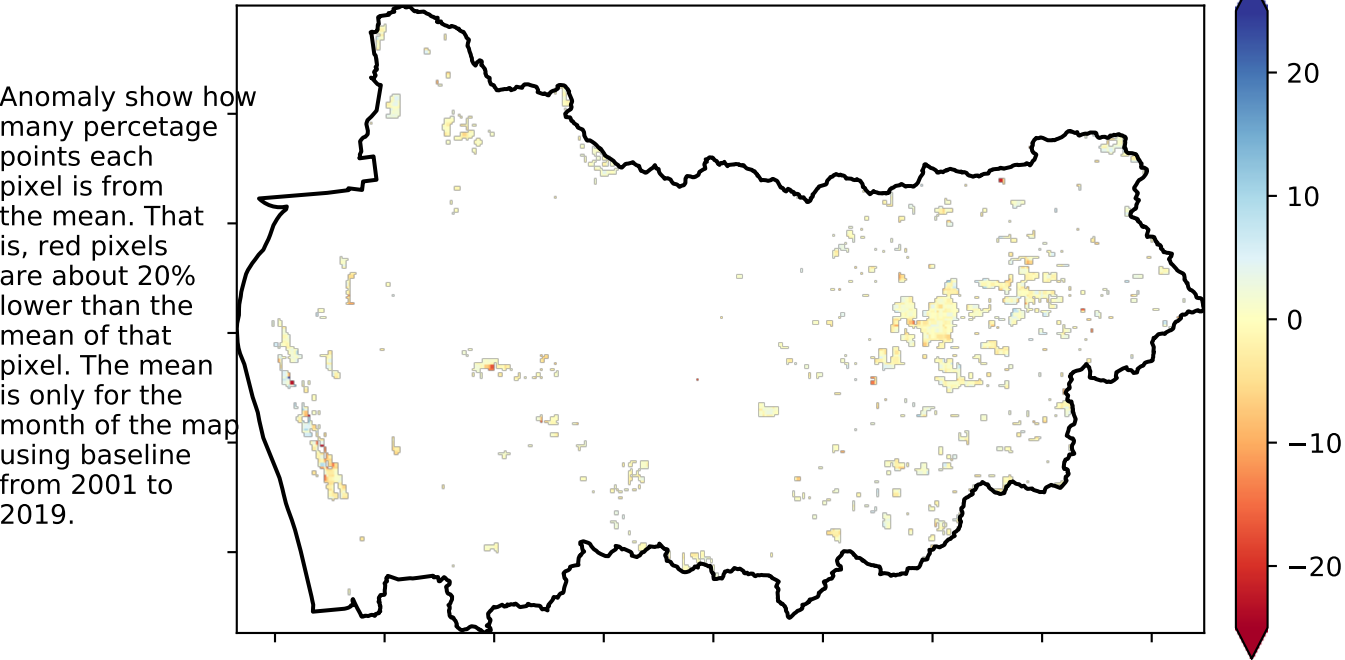 Anomaly show how
many percetage
points each
pixel is from
the mean. That
is, red pixels
are about 20%
lower than the
mean of that
pixel. The mean
is only for the
month of the map
using baseline
from 2001 to
2019.
20
10
0
−10
−20